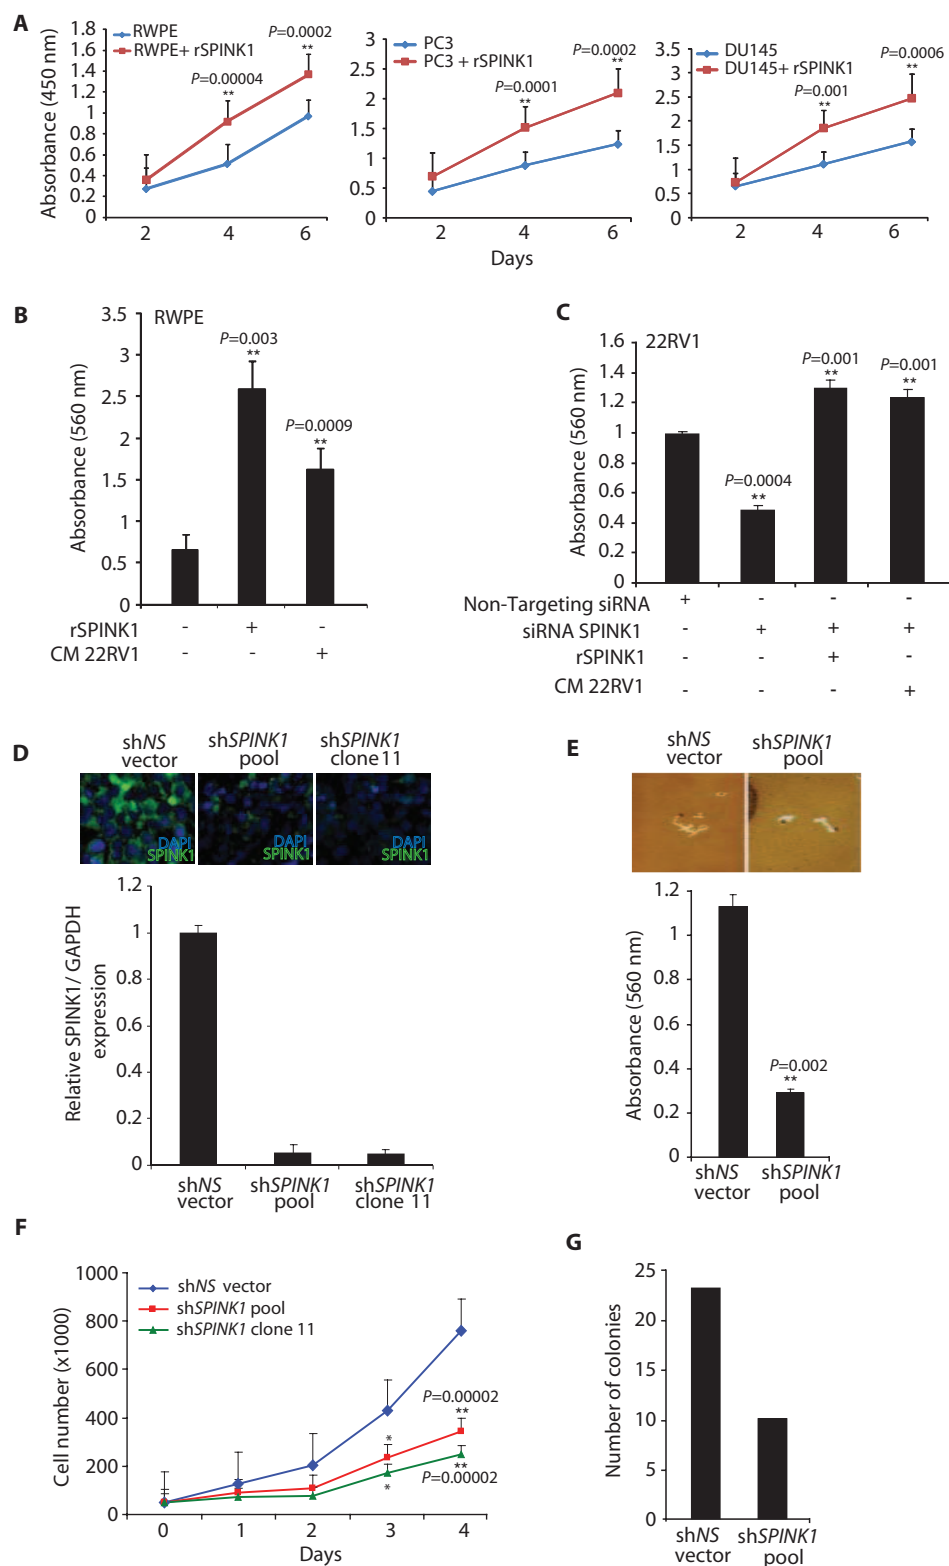 A
RWPE
RWPE+ rSPINK1
P=0.0002
**
P=0.00004
**
Absorbance (450 nm)
1.8
1.6
1.4
1.2
1
0.8
0.6
0.4
0.2
0
2
4
6
PC3
PC3 + rSPINK1
P=0.0002
**
P=0.0001
**
3
2.5
2
1.5
1
0.5
0
2
4
6
DU145
DU145+ rSPINK1
P=0.0006
**
P=0.001
**
3.5
3
2.5
2
1.5
1
0.5
0
2
4
6
Days
B
RWPE
P=0.003
**
P=0.0009
**
Absorbance (560 nm)
3.5
3
2.5
2
1.5
1
0.5
0
rSPINK1 - + -
CM 22RV1 - - +
C
22RV1
P=0.001
**
P=0.001
**
P=0.0004
**
Absorbance (560 nm)
1.6
1.4
1.2
1
0.8
0.6
0.4
0.2
0
Non-Targeting siRNA + - - -
siRNA SPINK1 - + + +
rSPINK1 - - + -
CM 22RV1 - - - +
D
shNS
vector
shSPINK1
pool
shSPINK1
clone 11
DAPI
SPINK1
DAPI
SPINK1
DAPI
SPINK1
Relative SPINK1/ GAPDH
expression
1.2
1
0.8
0.6
0.4
0.2
0
shNS
vector
shSPINK1
pool
shSPINK1
clone 11
E
shNS
vector
shSPINK1
pool
Absorbance (560 nm)
1.2
1
0.8
0.6
0.4
0.2
0
P=0.002
**
shNS
vector
shSPINK1
pool
F
shNS vector
shSPINK1 pool
shSPINK1 clone 11
Cell number (x1000)
1000
800
600
400
200
0
P=0.00002
**
*
**
P=0.00002
*
0
1
2
3
4
Days
G
Number of colonies
25
20
15
10
5
0
shNS
vector
shSPINK1
pool